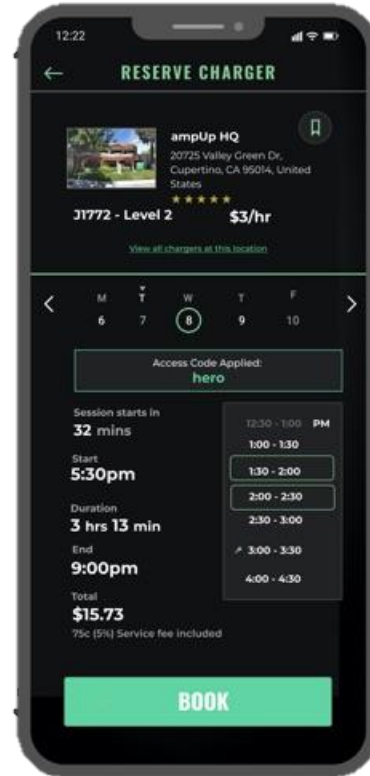 12:22
RESERVE CHARGER
ampUp HQ
20725 Valley Green Dr,
Cupertino, CA 95014, United
States
J1772 - Level 2
$3/hr
View all chargers at this location
M T W T F
6 7 8 9 10
Access Code Applied:
hero
Session starts in
32 mins
Start
5:30pm
Duration
3 hrs 13 min
End
9:00pm
Total
$15.73
75c (5%) Service fee included
12:30 - 1:00 PM
1:00 - 1:30
1:30 - 2:00
2:00 - 2:30
2:30 - 3:00
3:00 - 3:30
4:00 - 4:30
BOOK